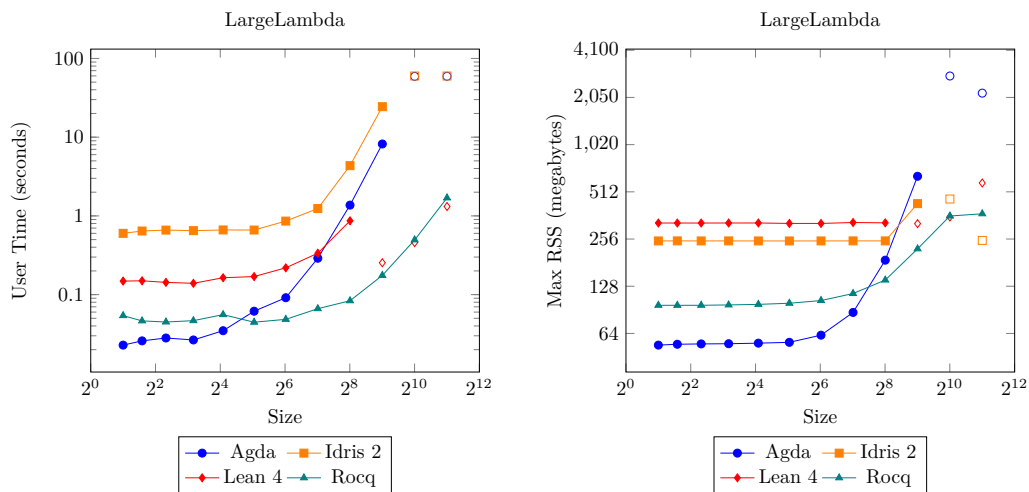 LargeLambda
100
10
1
0.1
User Time (seconds)
2^0 2^2 2^4 2^6 2^8 2^10 2^12
Size
Agda Idris 2
Lean 4 Rocq
LargeLambda
4,100
2,050
1,020
512
256
128
64
Max RSS (megabytes)
2^0 2^2 2^4 2^6 2^8 2^10 2^12
Size
Agda Idris 2
Lean 4 Rocq